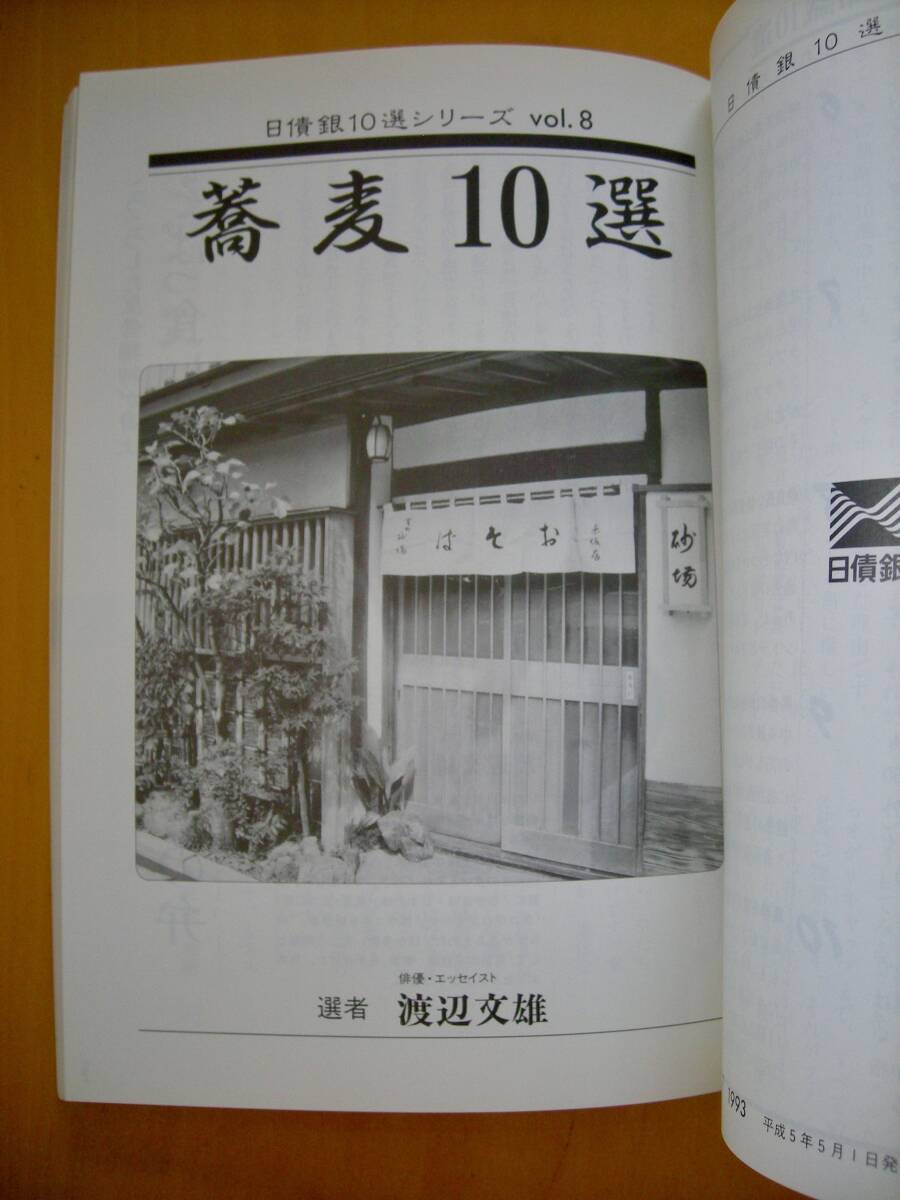 日債銀10選シリーズ vol.8
蕎麦10選
おそば
砂場
俳優・エッセイスト
選者 渡辺文雄
日債銀10選
日債銀
1993 平成5年5月1日発